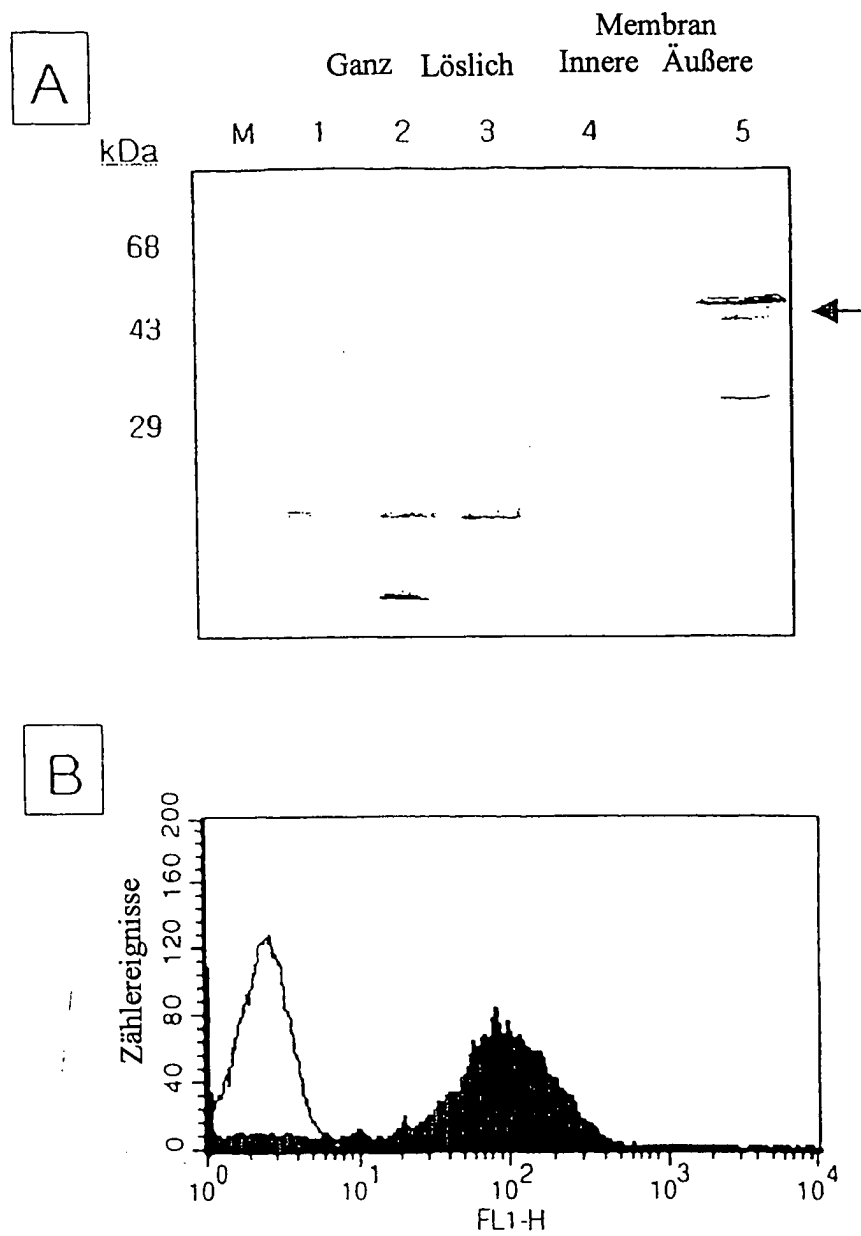 A
Membran
Ganz Löslich Innere Äußere
M 1 2 3 4 5
kDa
68
43
29
B
Zählereignisse
200
160
120
80
40
0
10^0 10^1 10^2 10^3 10^4
FL1-H